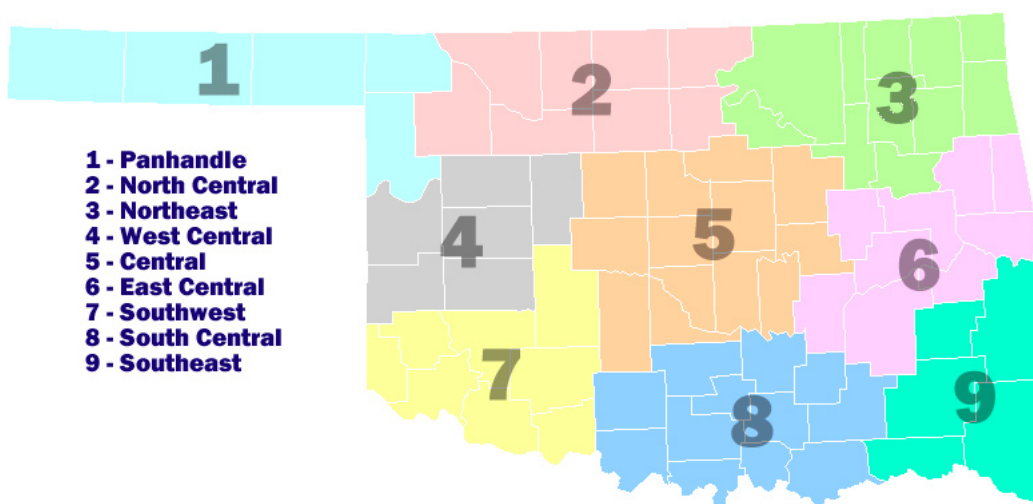 1
2
3
1 - Panhandle
2 - North Central
3 - Northeast
4 - West Central
5 - Central
6 - East Central
7 - Southwest
8 - South Central
9 - Southeast
4
5
6
7
8
9